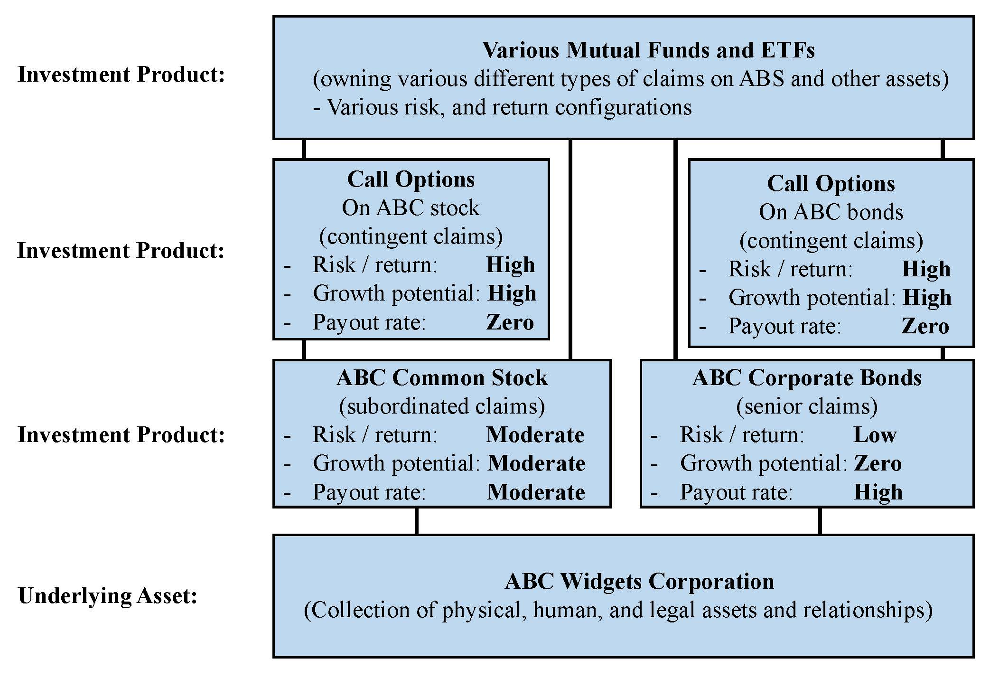 Investment Product:
Various Mutual Funds and ETFs
(owning various different types of claims on ABS and other assets)
- Various risk, and return configurations
Investment Product:
Call Options
On ABC stock
(contingent claims)
- Risk / return: High
- Growth potential: High
- Payout rate: Zero
Call Options
On ABC bonds
(contingent claims)
- Risk / return: High
- Growth potential: High
- Payout rate: Zero
Investment Product:
ABC Common Stock
(subordinated claims)
- Risk / return: Moderate
- Growth potential: Moderate
- Payout rate: Moderate
ABC Corporate Bonds
(senior claims)
- Risk / return: Low
- Growth potential: Zero
- Payout rate: High
Underlying Asset:
ABC Widgets Corporation
(Collection of physical, human, and legal assets and relationships)